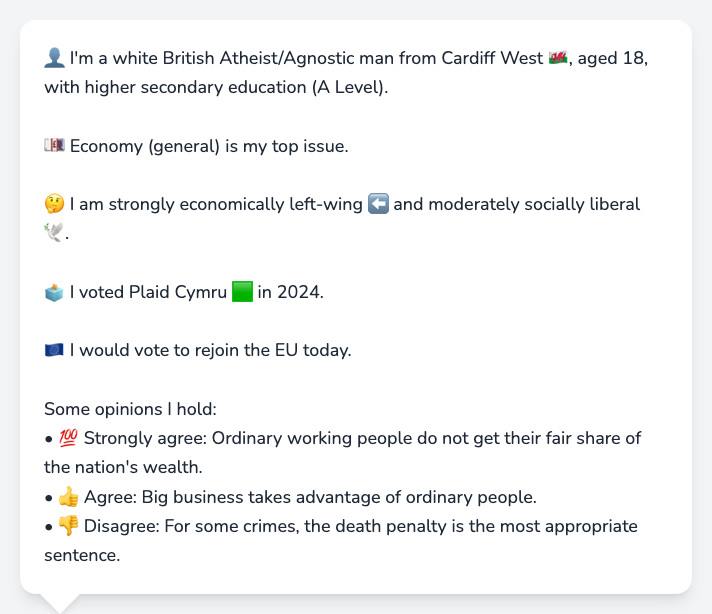 👤 I'm a white British Atheist/Agnostic man from Cardiff West 🏴󠁧󠁢󠁷󠁬󠁳󠁿, aged 18,
with higher secondary education (A Level).
💷 Economy (general) is my top issue.
🤔 I am strongly economically left-wing ⬅️ and moderately socially liberal
🕊️.
🗳️ I voted Plaid Cymru 🟩 in 2024.
🇪🇺 I would vote to rejoin the EU today.
Some opinions I hold:
• 💯 Strongly agree: Ordinary working people do not get their fair share of
the nation's wealth.
• 👍 Agree: Big business takes advantage of ordinary people.
• 👎 Disagree: For some crimes, the death penalty is the most appropriate
sentence.